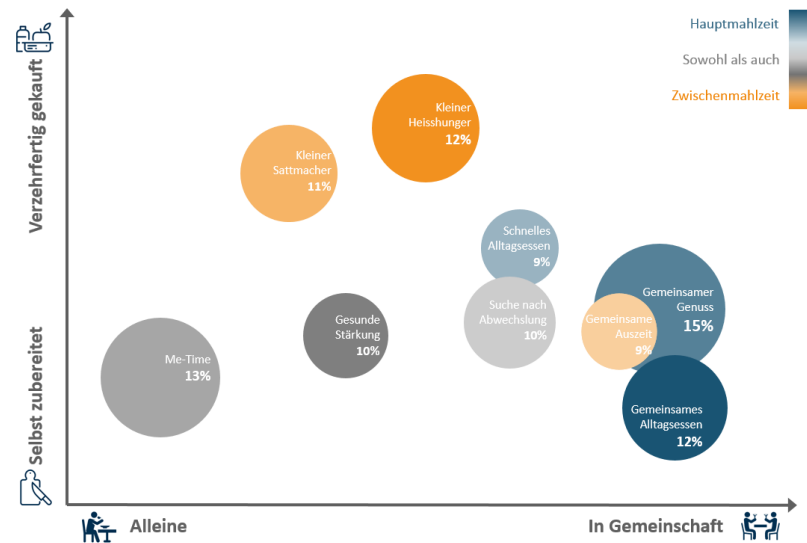 Hauptmahlzeit
Sowohl als auch
Zwischenmahlzeit
Verzehrfertig gekauft
Selbst zubereitet
Kleiner
Heisshunger
12%
Kleiner
Sattmacher
11%
Schnelles
Alltagsessen
9%
Gemeinsamer
Genuss
15%
Gesunde
Stärkung
10%
Suche nach
Abwechslung
10%
Gemeinsame
Auszeit
9%
Me-Time
13%
Gemeinsames
Alltagsessen
12%
Alleine
In Gemeinschaft